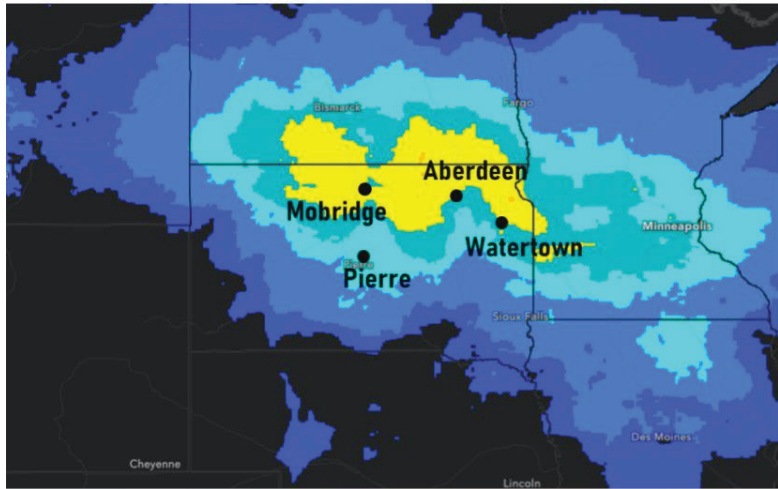 Bismarck
Fargo
Aberdeen
Mobridge
Minneapolis
Watertown
Pierre
Sioux Falls
Des Moines
Cheyenne
Lincoln